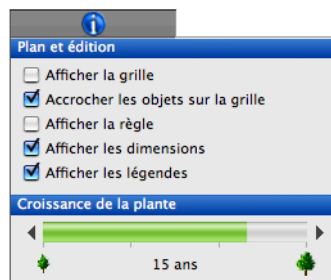 Plan et édition
Afficher la grille
Accrocher les objets sur la grille
Afficher la règle
Afficher les dimensions
Afficher les légendes
Croissance de la plante
15 ans